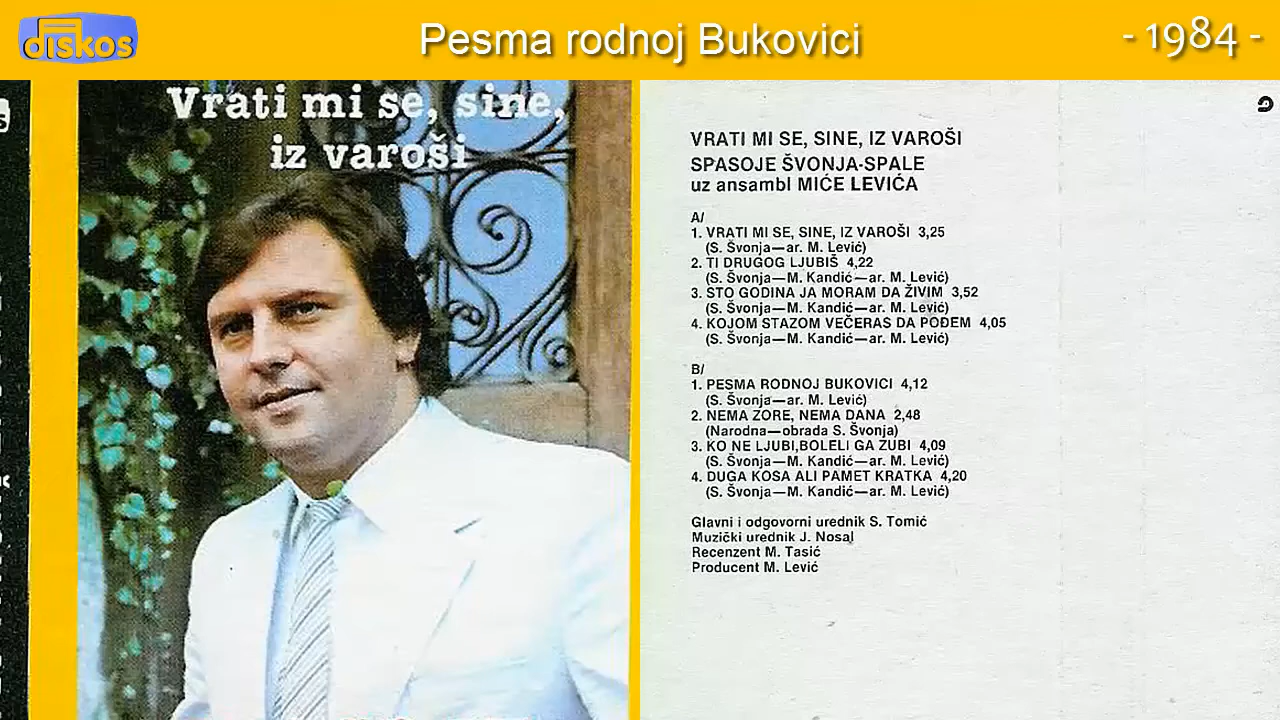 diskos
Pesma rodnoj Bukovici
- 1984 -
Vrati mi se, sine,
iz varoši
VRATI MI SE, SINE, IZ VAROŠI
SPASOJE ŠVONJA-SPALE
uz ansambl MIĆE LEVIĆA
A/
1. VRATI MI SE, SINE, IZ VAROŠI 3,25
(S. Švonja—ar. M. Lević)
2. TI DRUGOG LJUBIŠ 4,22
(S. Švonja—M. Kandić—ar. M. Lević)
3. STO GODINA JA MORAM DA ŽIVIM 3,52
(S. Švonja—M. Kandić—ar. M. Lević)
4. KOJOM STAZOM VEČERAS DA POĐEM 4,05
(S. Švonja—M. Kandić—ar. M. Lević)
B/
1. PESMA RODNOJ BUKOVICI 4,12
(S. Švonja—ar. M. Lević)
2. NEMA ZORE, NEMA DANA 2,48
(Narodna—obrada S. Švonja)
3. KO NE LJUBI,BOLELI GA ZUBI 4,09
(S. Švonja—M. Kandić—ar. M. Lević)
4. DUGA KOSA ALI PAMET KRATKA 4,20
(S. Švonja—M. Kandić—ar. M. Lević)
Glavni i odgovorni urednik S. Tomić
Muzički urednik J. Nosal
Recenzent M. Tasić
Producent M. Lević